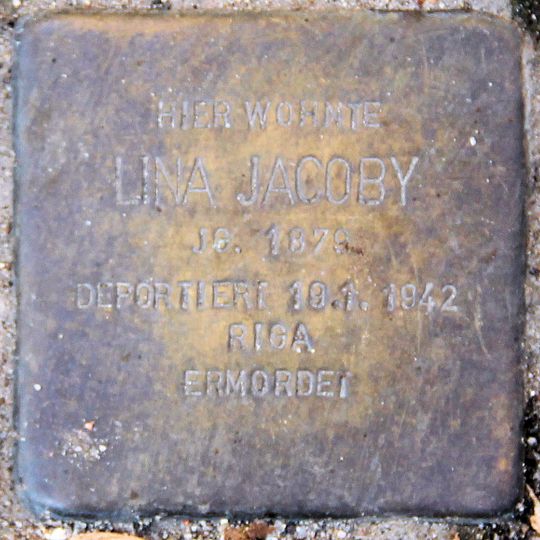 HIER WOHNTE
LINA JACOBY
JG. 1879
DEPORTIERT 19.1.1942
RIGA
ERMORDET